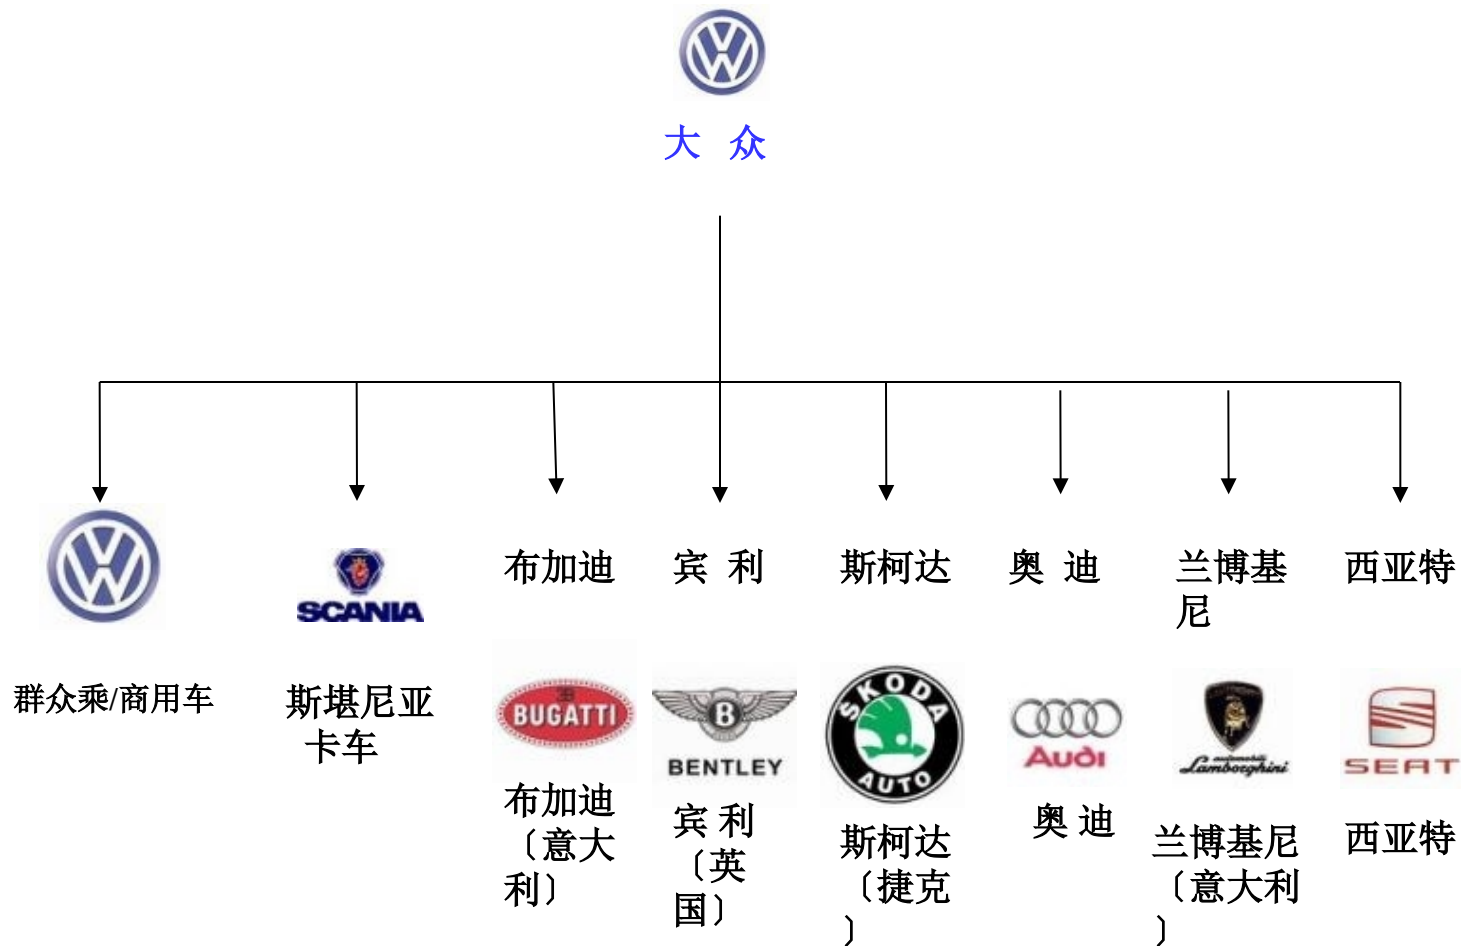 大 众
布加迪
宾 利
斯柯达
奥 迪
兰博基
尼
西亚特
SCANIA
群众乘/商用车
斯堪尼亚
卡车
BUGATTI
B
BENTLEY
SKODA
AUTO
Audi
automobili
Lamborghini
SEAT
布加迪
〔意大
利〕
宾 利
〔英
国〕
斯柯达
〔捷克
〕
奥 迪
兰博基尼
〔意大利
〕
西亚特